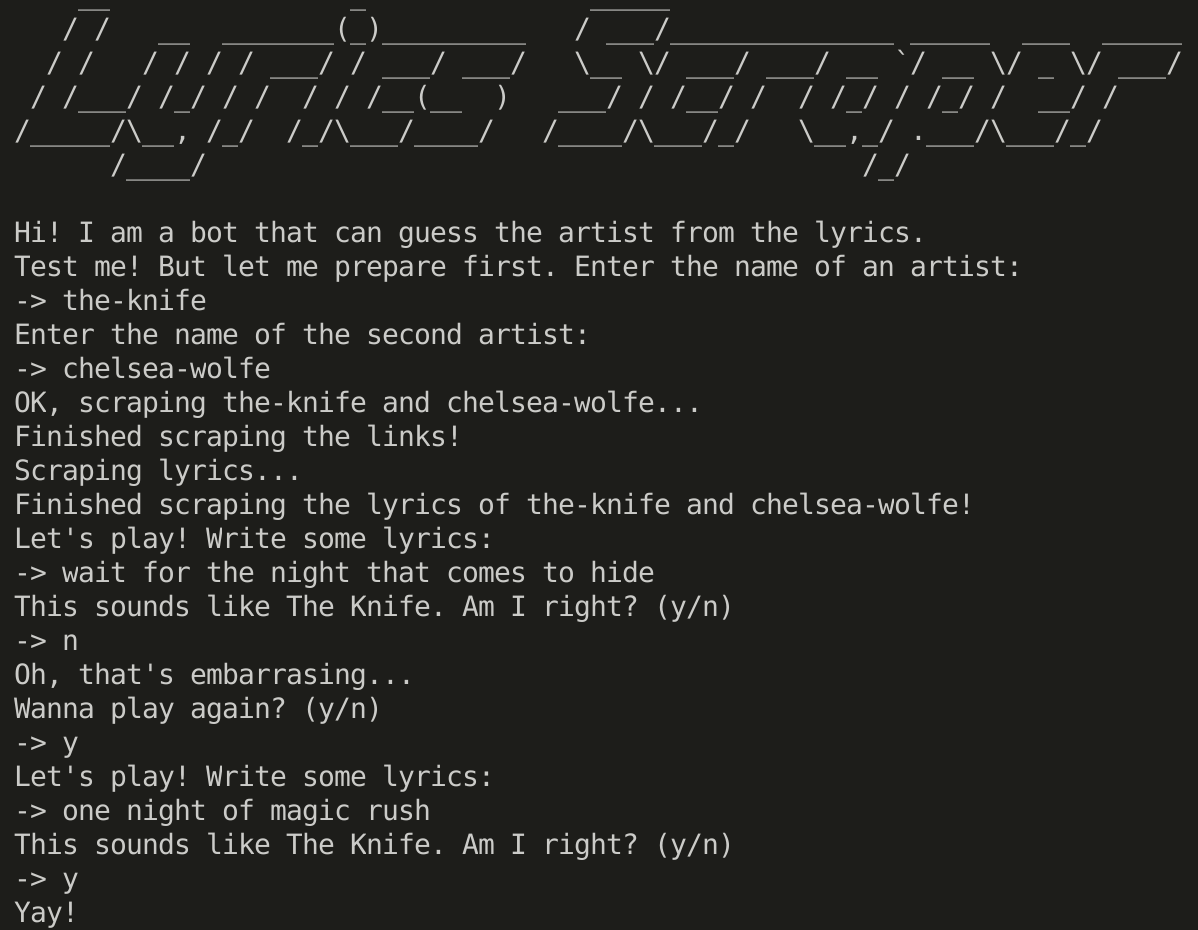 Lyrics Scraper
Hi! I am a bot that can guess the artist from the lyrics.
Test me! But let me prepare first. Enter the name of an artist:
-> the-knife
Enter the name of the second artist:
-> chelsea-wolfe
OK, scraping the-knife and chelsea-wolfe...
Finished scraping the links!
Scraping lyrics...
Finished scraping the lyrics of the-knife and chelsea-wolfe!
Let's play! Write some lyrics:
-> wait for the night that comes to hide
This sounds like The Knife. Am I right? (y/n)
-> n
Oh, that's embarrasing...
Wanna play again? (y/n)
-> y
Let's play! Write some lyrics:
-> one night of magic rush
This sounds like The Knife. Am I right? (y/n)
-> y
Yay!